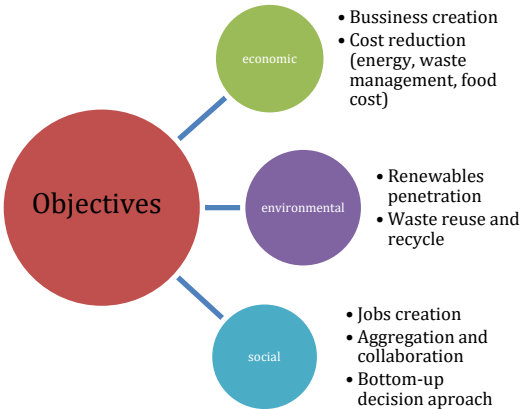 Objectives
economic
• Bussiness creation
• Cost reduction
(energy, waste
management, food
cost)
environmental
• Renewables
penetration
• Waste reuse and
recycle
social
• Jobs creation
• Aggregation and
collaboration
• Bottom-up
decision aproach